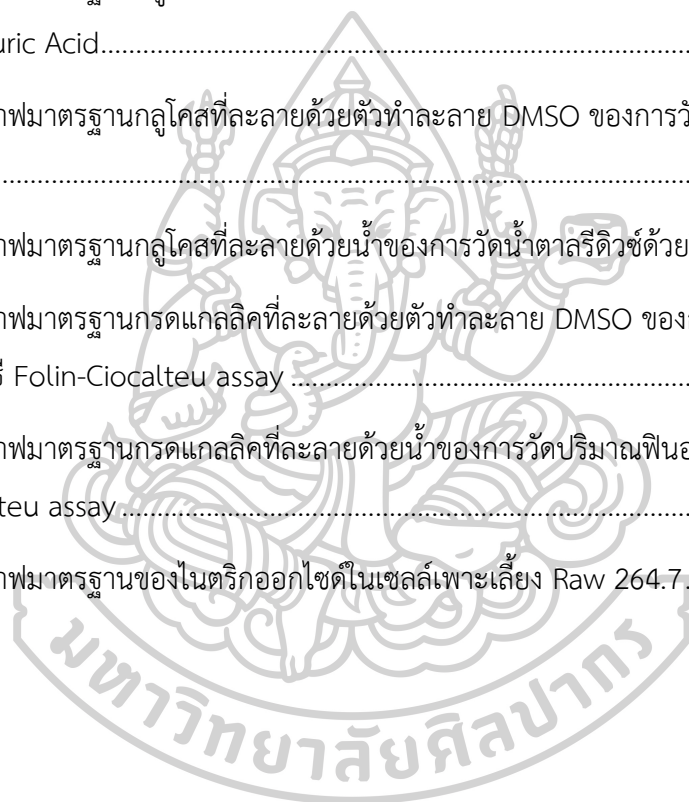 uric Acid
าฟมาตรฐานกลูโคสที่ละลายด้วยตัวทำละลาย DMSO ของการวั
าฟมาตรฐานกลูโคสที่ละลายด้วยน้ำของการวัดน้ำตาลรีดิวซ์ด้วย
าฟมาตรฐานกรดแกลลิคที่ละลายด้วยตัวทำละลาย DMSO ของ
ธี Folin-Ciocalteu assay
าฟมาตรฐานกรดแกลลิคที่ละลายด้วยน้ำของการวัดปริมาณฟีนอ
lteu assay
าฟมาตรฐานของไนตริกออกไซด์ในเซลล์เพาะเลี้ยง Raw 264.7
มหาวิทยาลัยศิลปากร